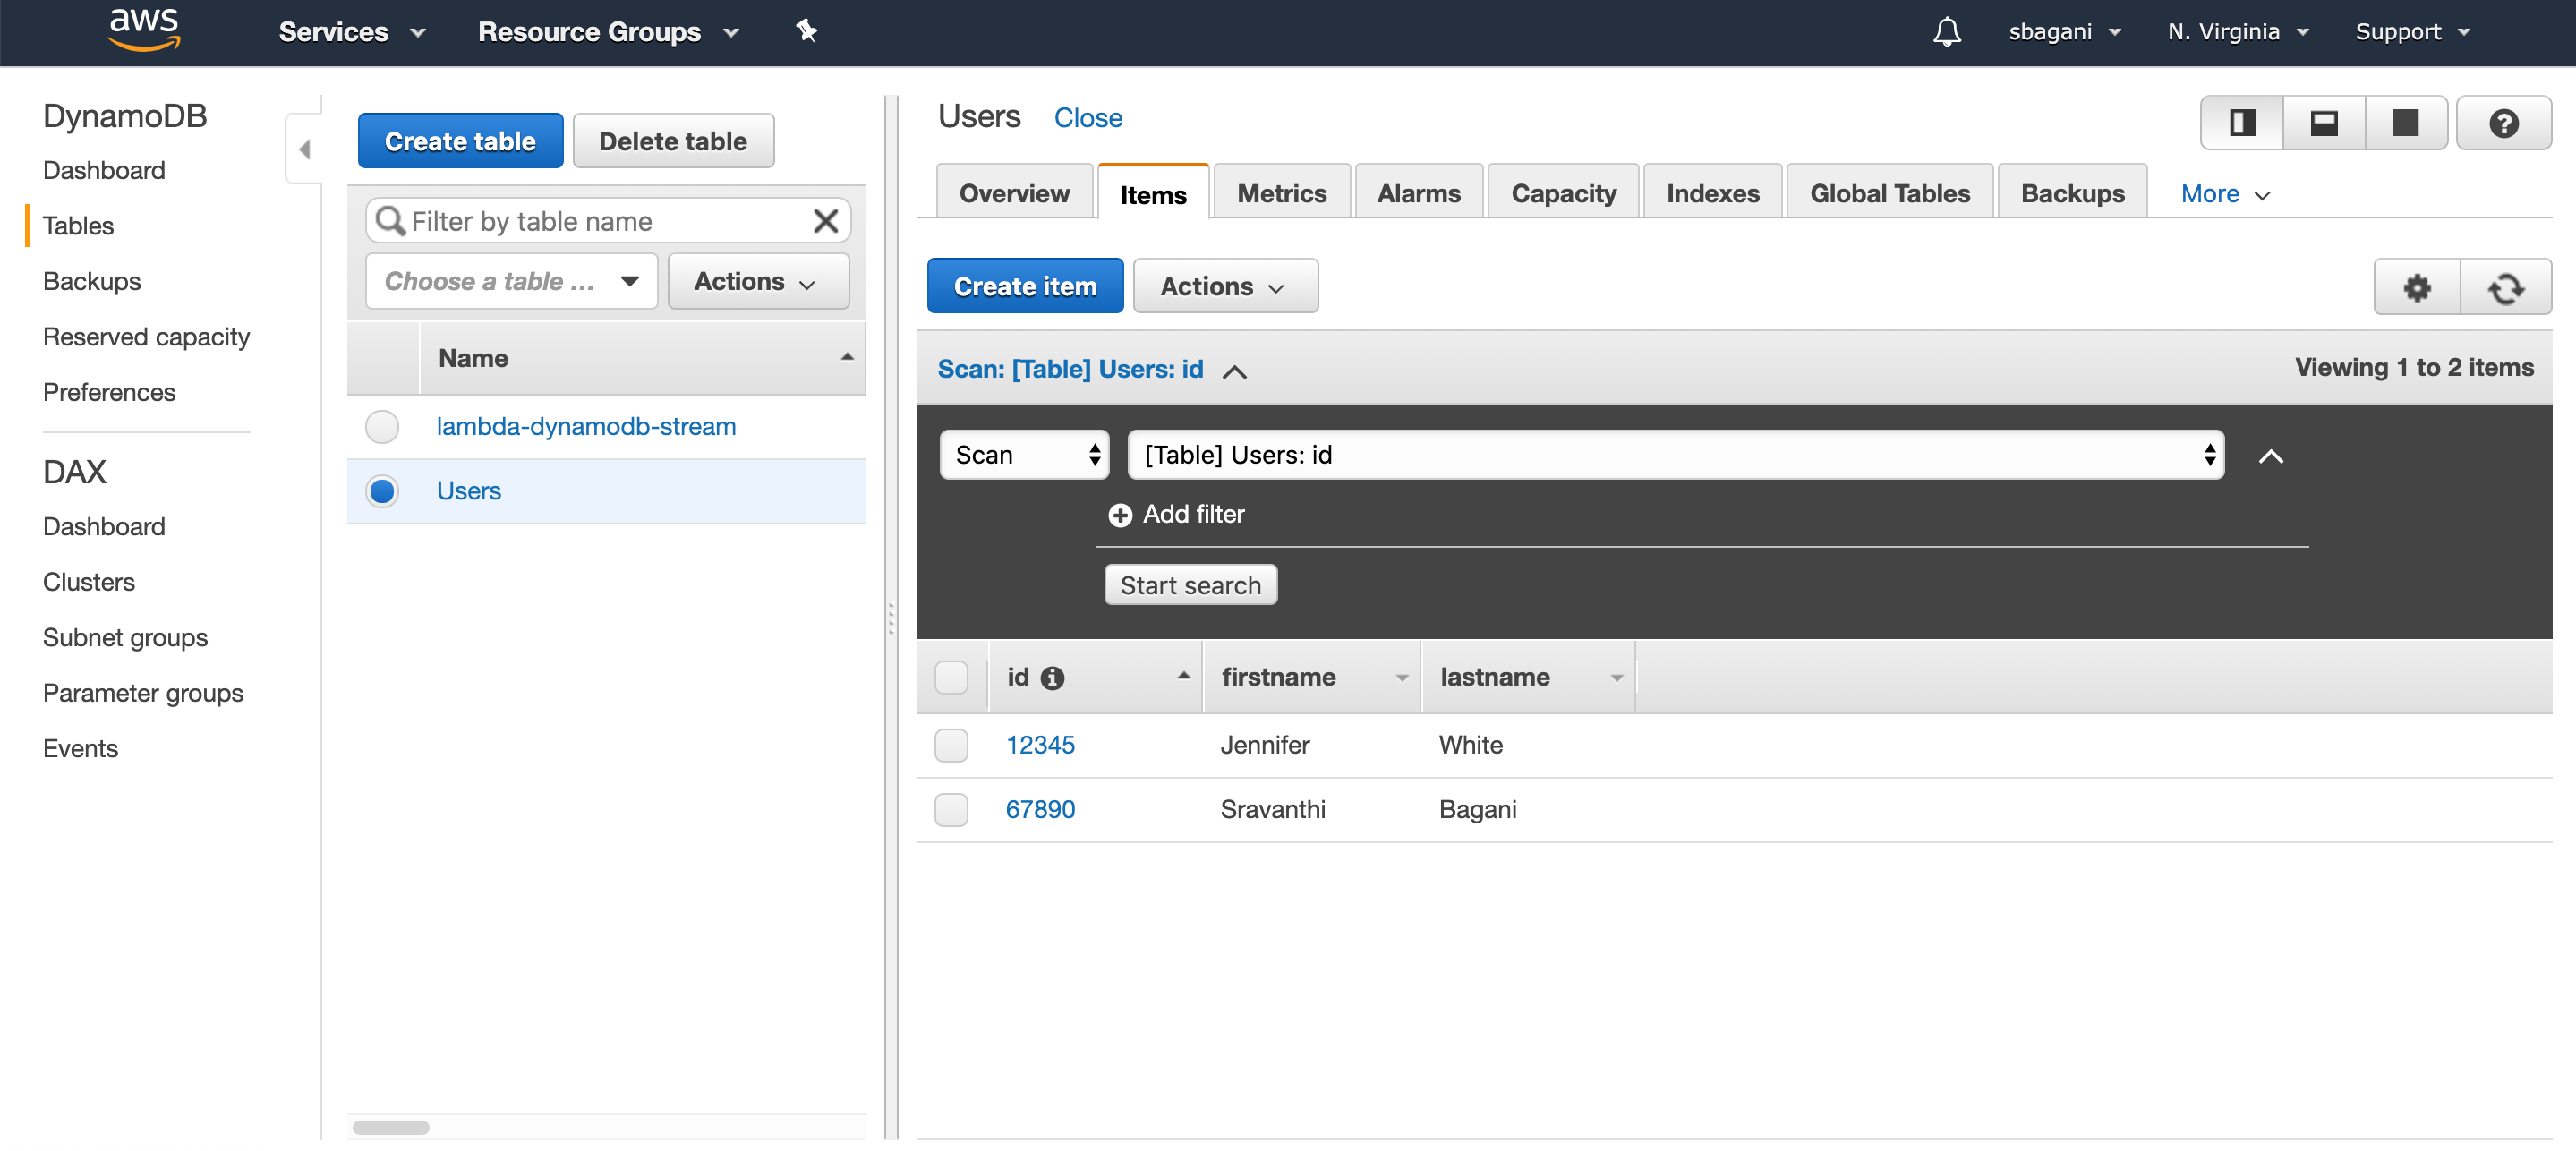 aws Services Resource Groups sbagani N. Virginia Support
DynamoDB
Dashboard
Tables
Backups
Reserved capacity
Preferences
DAX
Dashboard
Clusters
Subnet groups
Parameter groups
Events
Create table Delete table
Filter by table name
Choose a table ... Actions
Name
lambda-dynamodb-stream
Users
Users Close
Overview Items Metrics Alarms Capacity Indexes Global Tables Backups More
Create item Actions
Scan: [Table] Users: id Viewing 1 to 2 items
Scan [Table] Users: id
Add filter
Start search
id firstname lastname
12345 Jennifer White
67890 Sravanthi Bagani